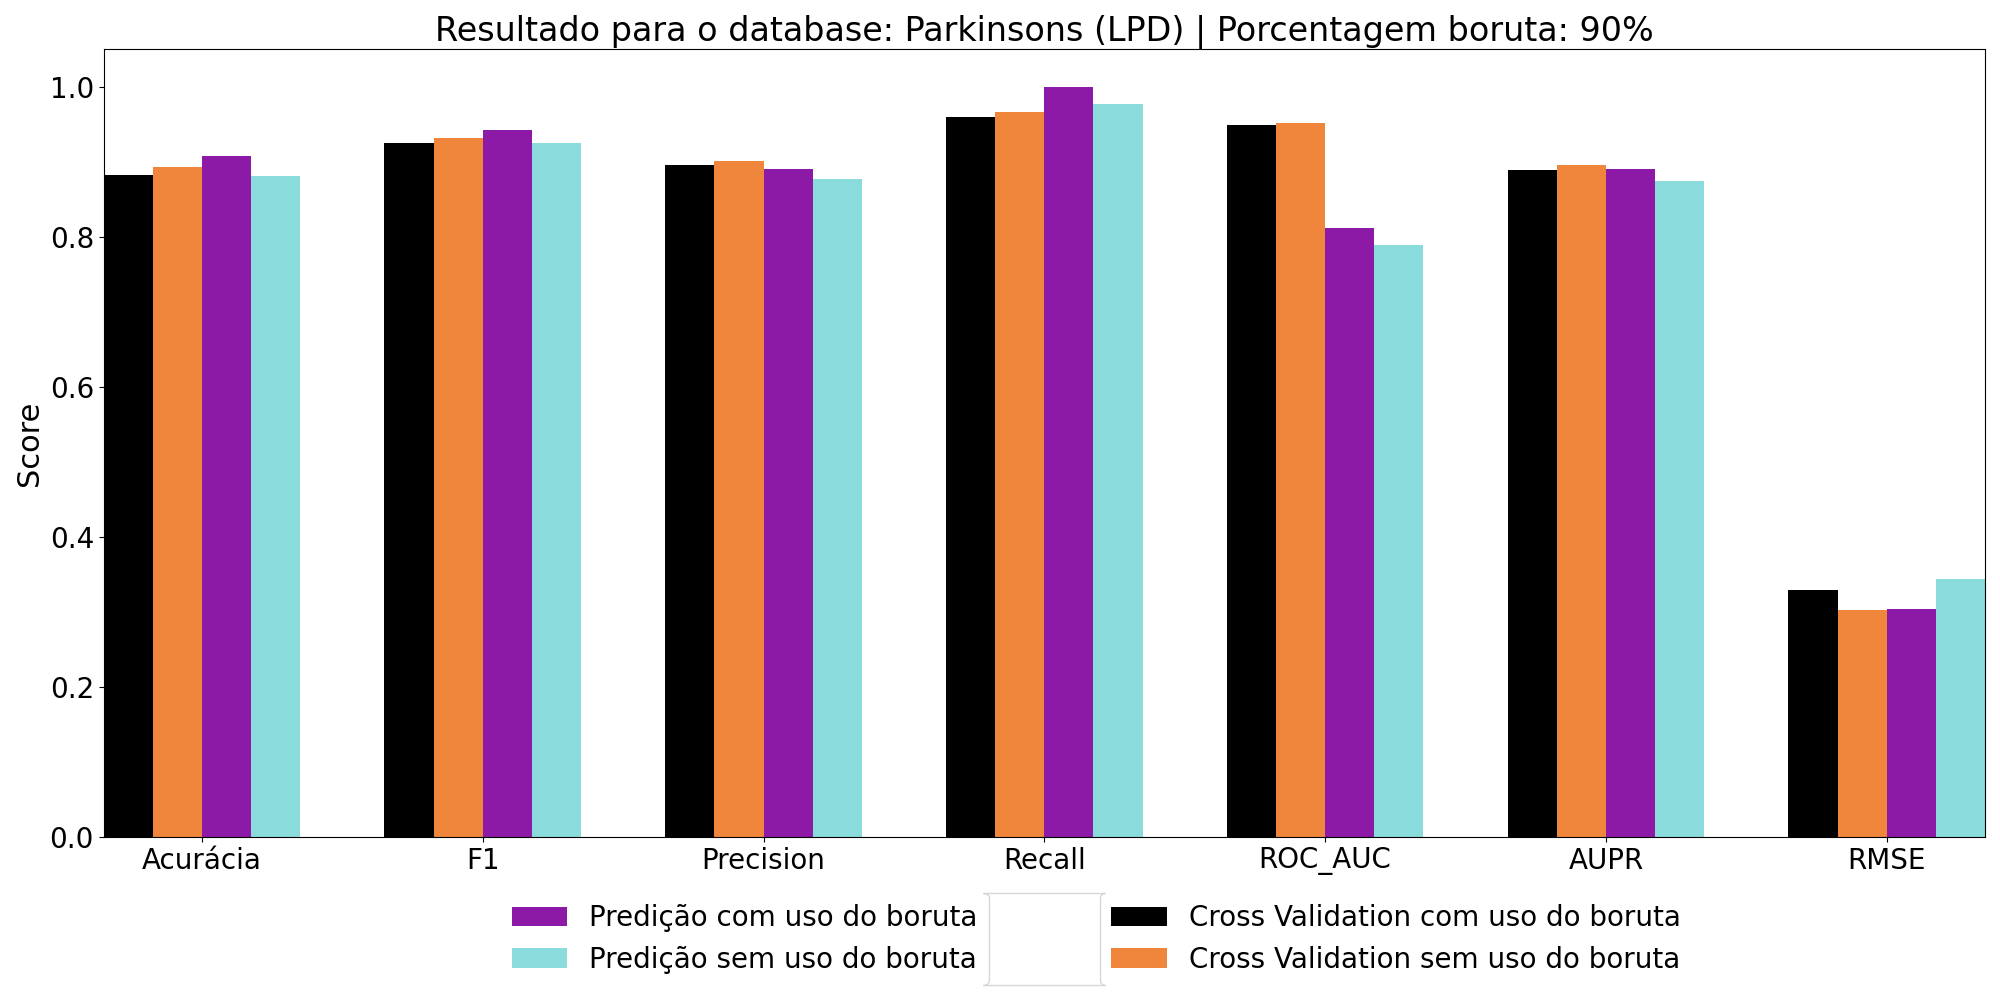 Resultado para o database: Parkinsons (LPD) | Porcentagem boruta: 90%
Score
1.0
0.8
0.6
0.4
0.2
0.0
Acurácia F1 Precision Recall ROC_AUC AUPR RMSE
Predição com uso do boruta
Predição sem uso do boruta
Cross Validation com uso do boruta
Cross Validation sem uso do boruta